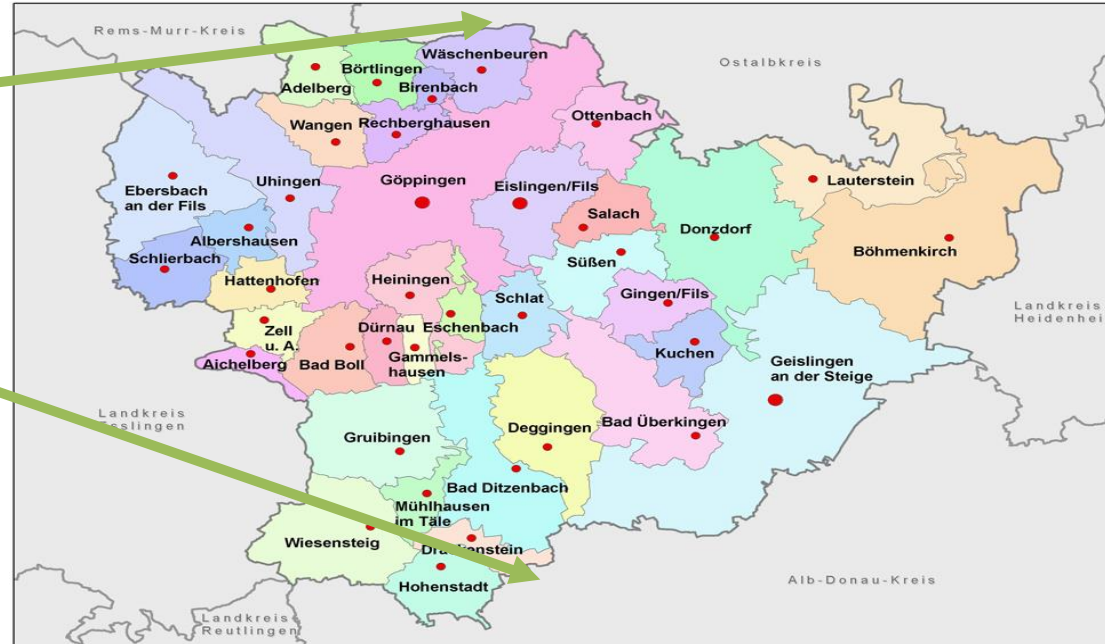 Rems-Murr-Kreis
Ostalbkreis
Wäschenbeuren
Börtlingen
Adelberg
Birenbach
Wangen
Rechberghausen
Ottenbach
Ebersbach
an der Fils
Uhingen
Göppingen
Eislingen/Fils
Lauterstein
Salach
Donzdorf
Albershausen
Böhmenkirch
Schlierbach
Süßen
Hattenhofen
Heiningen
Gingen/Fils
Schlat
Landkreis
Zell
u. A.
Dürnau
Eschenbach
Kuchen
Aichelberg
Bad Boll
Gammels-
hausen
Geislingen
an der Steige
Landkreis
Gruibingen
Deggingen
Bad Überkingen
Bad Ditzenbach
Mühlhausen
im Täle
Wiesensteig
Hohenstadt
Alb-Donau-Kreis
Landkreis
Reutlingen